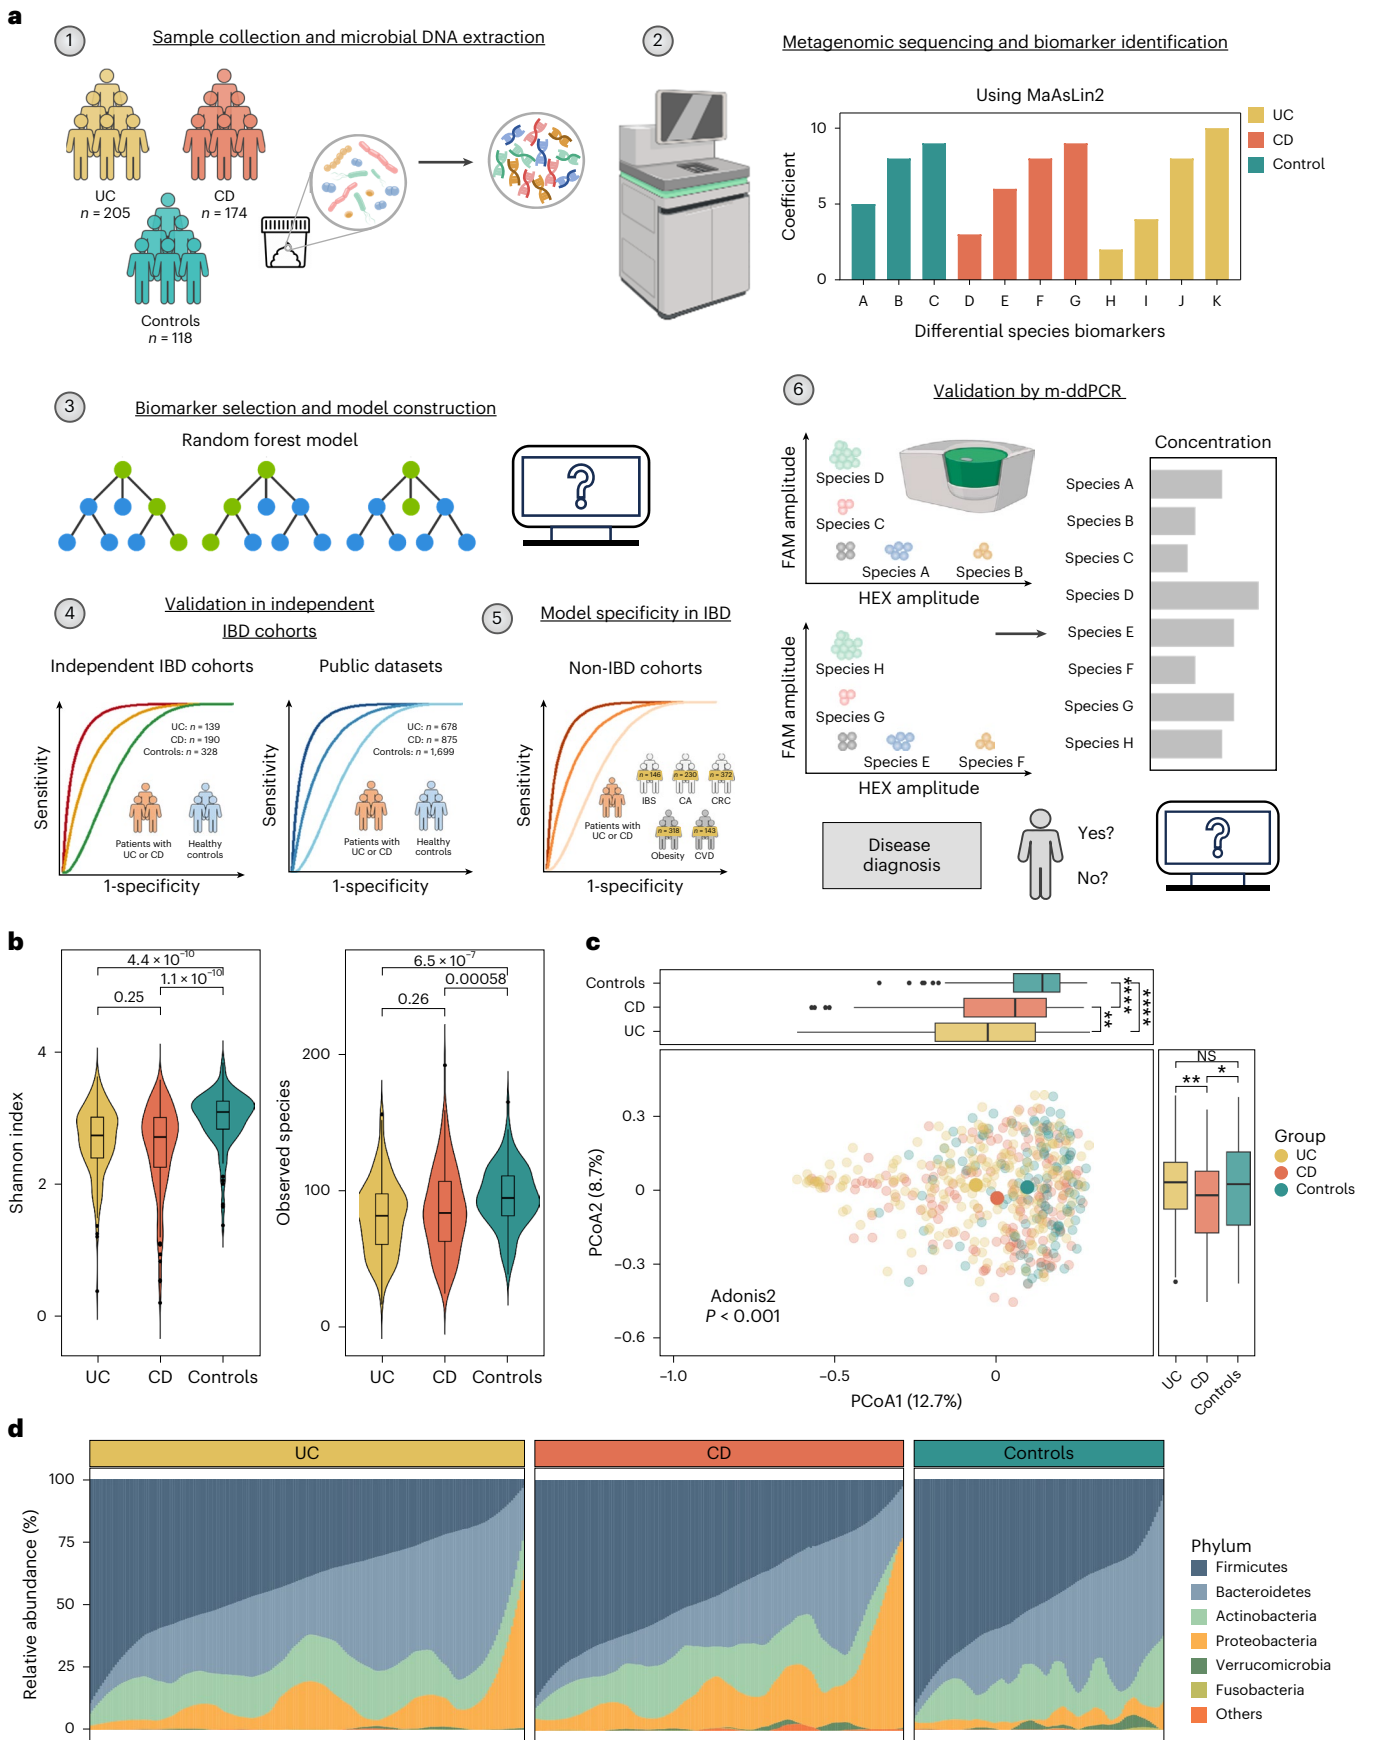 a
1
Sample collection and microbial DNA extraction
UC
n = 205
CD
n = 174
Controls
n = 118
2
Metagenomic sequencing and biomarker identification
Using MaAsLin2
Coefficient
10
5
0
A B C D E F G H I J K
Differential species biomarkers
UC
CD
Control
3
Biomarker selection and model construction
Random forest model
?
4
Validation in independent
IBD cohorts
Independent IBD cohorts
Sensitivity
UC: n = 139
CD: n = 190
Controls: n = 328
Patients with
UC or CD
Healthy
controls
1-specificity
Public datasets
Sensitivity
UC: n = 678
CD: n = 875
Controls: n = 1,699
Patients with
UC or CD
Healthy
controls
1-specificity
5
Model specificity in IBD
Non-IBD cohorts
Sensitivity
Patients with
UC or CD
n = 146
n = 230
n = 372
IBS
CA
CRC
n = 318
n = 143
Obesity
CVD
1-specificity
6
Validation by m-ddPCR
FAM amplitude
Species D
Species C
Species A
Species B
HEX amplitude
FAM amplitude
Species H
Species G
Species E
Species F
HEX amplitude
Concentration
Species A
Species B
Species C
Species D
Species E
Species F
Species G
Species H
Disease
diagnosis
Yes?
No?
?
b
Shannon index
4.4 × 10⁻¹⁰
1.1 × 10⁻¹⁰
0.25
4
2
0
UC CD Controls
Observed species
6.5 × 10⁻⁷
0.00058
0.26
200
100
0
UC CD Controls
c
Controls
CD
UC
**
****
****
PCoA2 (8.7%)
0.3
0
−0.3
−0.6
Adonis2
P < 0.001
−1.0 −0.5 0
PCoA1 (12.7%)
NS
**
*
UC
CD
Controls
Group
UC
CD
Controls
d
UC
CD
Controls
Relative abundance (%)
100
75
50
25
0
Phylum
Firmicutes
Bacteroidetes
Actinobacteria
Proteobacteria
Verrucomicrobia
Fusobacteria
Others